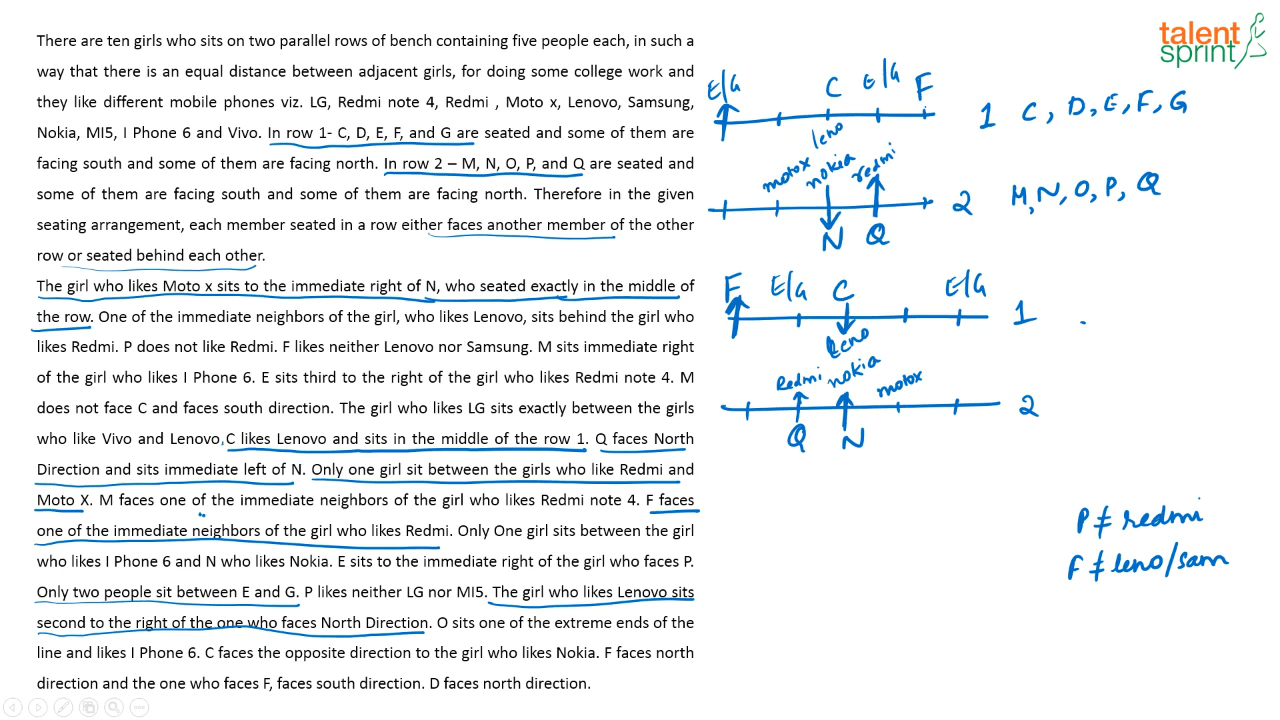 There are ten girls who sits on two parallel rows of bench containing five people each, in such a
way that there is an equal distance between adjacent girls, for doing some college work and
they like different mobile phones viz. LG, Redmi note 4, Redmi , Moto x, Lenovo, Samsung,
Nokia, MI5, I Phone 6 and Vivo. In row 1- C, D, E, F, and G are seated and some of them are
facing south and some of them are facing north. In row 2 – M, N, O, P, and Q are seated and
some of them are facing south and some of them are facing north. Therefore in the given
seating arrangement, each member seated in a row either faces another member of the other
row or seated behind each other.
The girl who likes Moto x sits to the immediate right of N, who seated exactly in the middle of
the row. One of the immediate neighbors of the girl, who likes Lenovo, sits behind the girl who
likes Redmi. P does not like Redmi. F likes neither Lenovo nor Samsung. M sits immediate right
of the girl who likes I Phone 6. E sits third to the right of the girl who likes Redmi note 4. M
does not face C and faces south direction. The girl who likes LG sits exactly between the girls
who like Vivo and Lenovo, C likes Lenovo and sits in the middle of the row 1. Q faces North
Direction and sits immediate left of N. Only one girl sit between the girls who like Redmi and
Moto X. M faces one of the immediate neighbors of the girl who likes Redmi note 4. F faces
one of the immediate neighbors of the girl who likes Redmi. Only One girl sits between the girl
who likes I Phone 6 and N who likes Nokia. E sits to the immediate right of the girl who faces P.
Only two people sit between E and G. P likes neither LG nor MI5. The girl who likes Lenovo sits
second to the right of the one who faces North Direction. O sits one of the extreme ends of the
line and likes I Phone 6. C faces the opposite direction to the girl who likes Nokia. F faces north
direction and the one who faces F, faces south direction. D faces north direction.
talent
sprint
E/G C E/G F
1 C, D, E, F, G
leno
motox nokia redmi
2 M, N, O, P, Q
N Q
F E/G C E/G
1
Leno
Redmi nokia motox
2
Q N
P ≠ redmi
F ≠ leno/sam